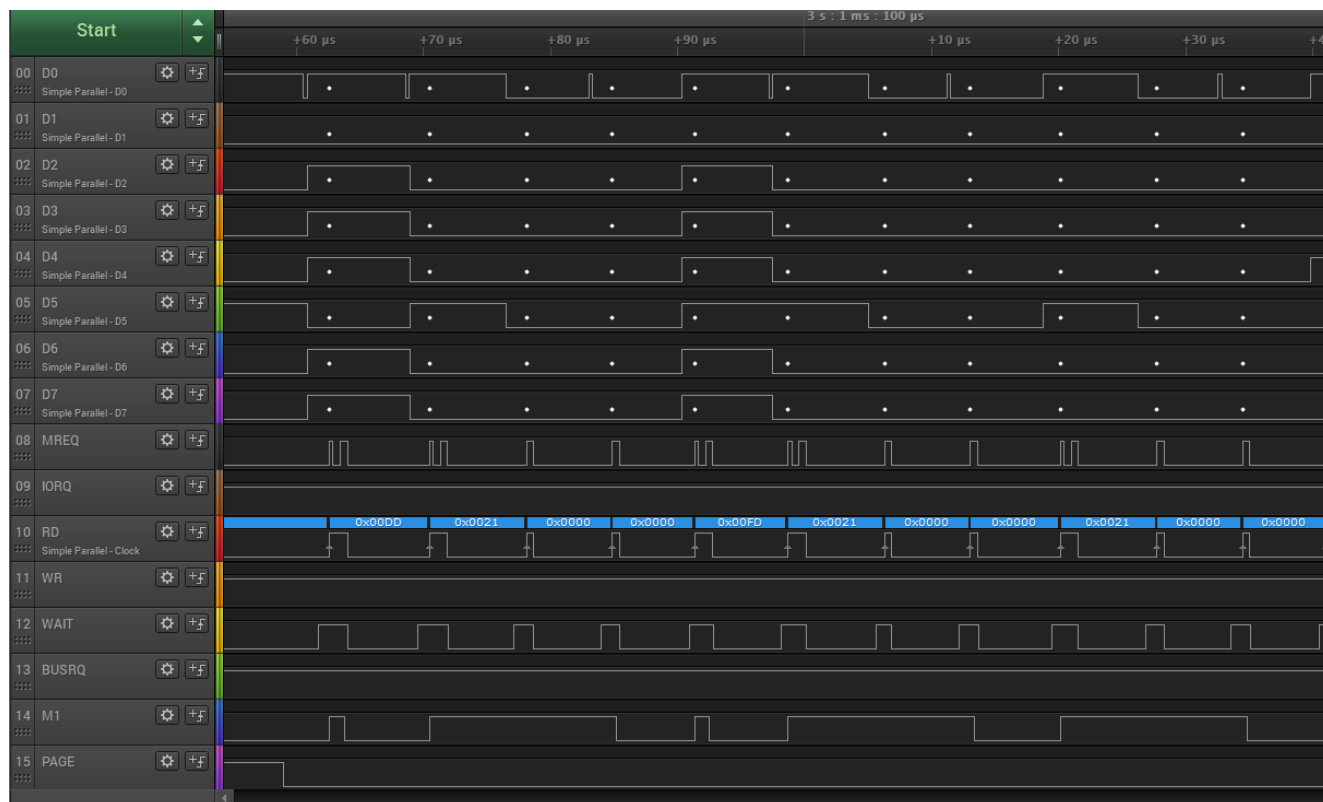 Start
3 s : 1 ms : 100 µs
+60 µs +70 µs +80 µs +90 µs +10 µs +20 µs +30 µs +4
00 D0
Simple Parallel - D0
01 D1
Simple Parallel - D1
02 D2
Simple Parallel - D2
03 D3
Simple Parallel - D3
04 D4
Simple Parallel - D4
05 D5
Simple Parallel - D5
06 D6
Simple Parallel - D6
07 D7
Simple Parallel - D7
08 MREQ
09 IORQ
10 RD
Simple Parallel - Clock
0x00DD 0x0021 0x0000 0x0000 0x00FD 0x0021 0x0000 0x0000 0x0021 0x0000 0x0000
11 WR
12 WAIT
13 BUSRQ
14 M1
15 PAGE